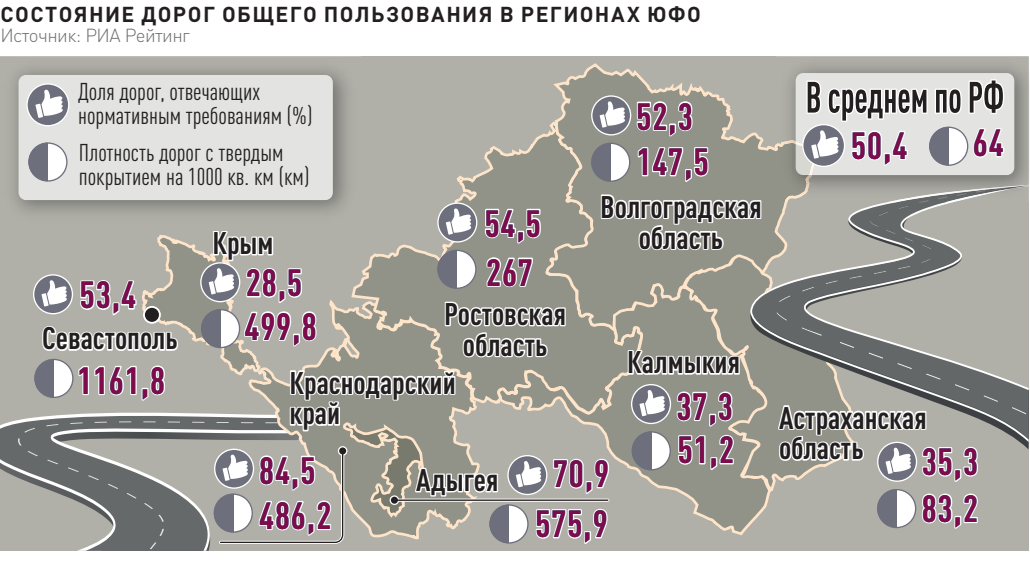 СОСТОЯНИЕ ДОРОГ ОБЩЕГО ПОЛЬЗОВАНИЯ В РЕГИОНАХ ЮФО
Источник: РИА Рейтинг
Доля дорог, отвечающих
нормативным требованиям (%)
Плотность дорог с твердым
покрытием на 1000 кв. км (км)
В среднем по РФ
50,4 64
52,3
147,5
Волгоградская
область
54,5
267
Ростовская
область
Крым
28,5
499,8
53,4
Севастополь
1161,8
Краснодарский
край
84,5
486,2
Адыгея
70,9
575,9
Калмыкия
37,3
51,2
Астраханская
область
35,3
83,2